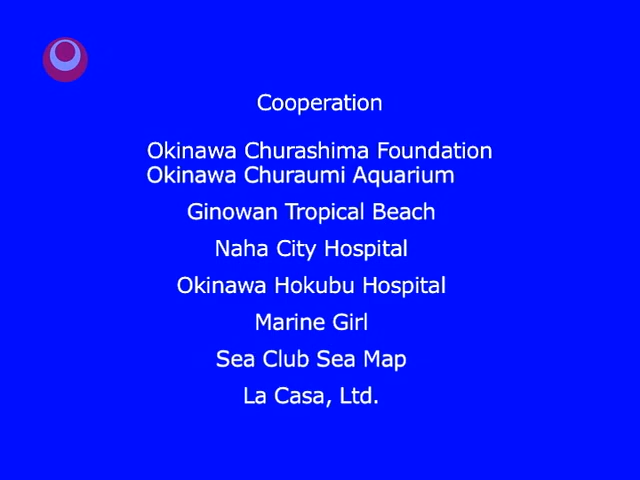 Cooperation
Okinawa Churashima Foundation
Okinawa Churaumi Aquarium
Ginowan Tropical Beach
Naha City Hospital
Okinawa Hokubu Hospital
Marine Girl
Sea Club Sea Map
La Casa, Ltd.